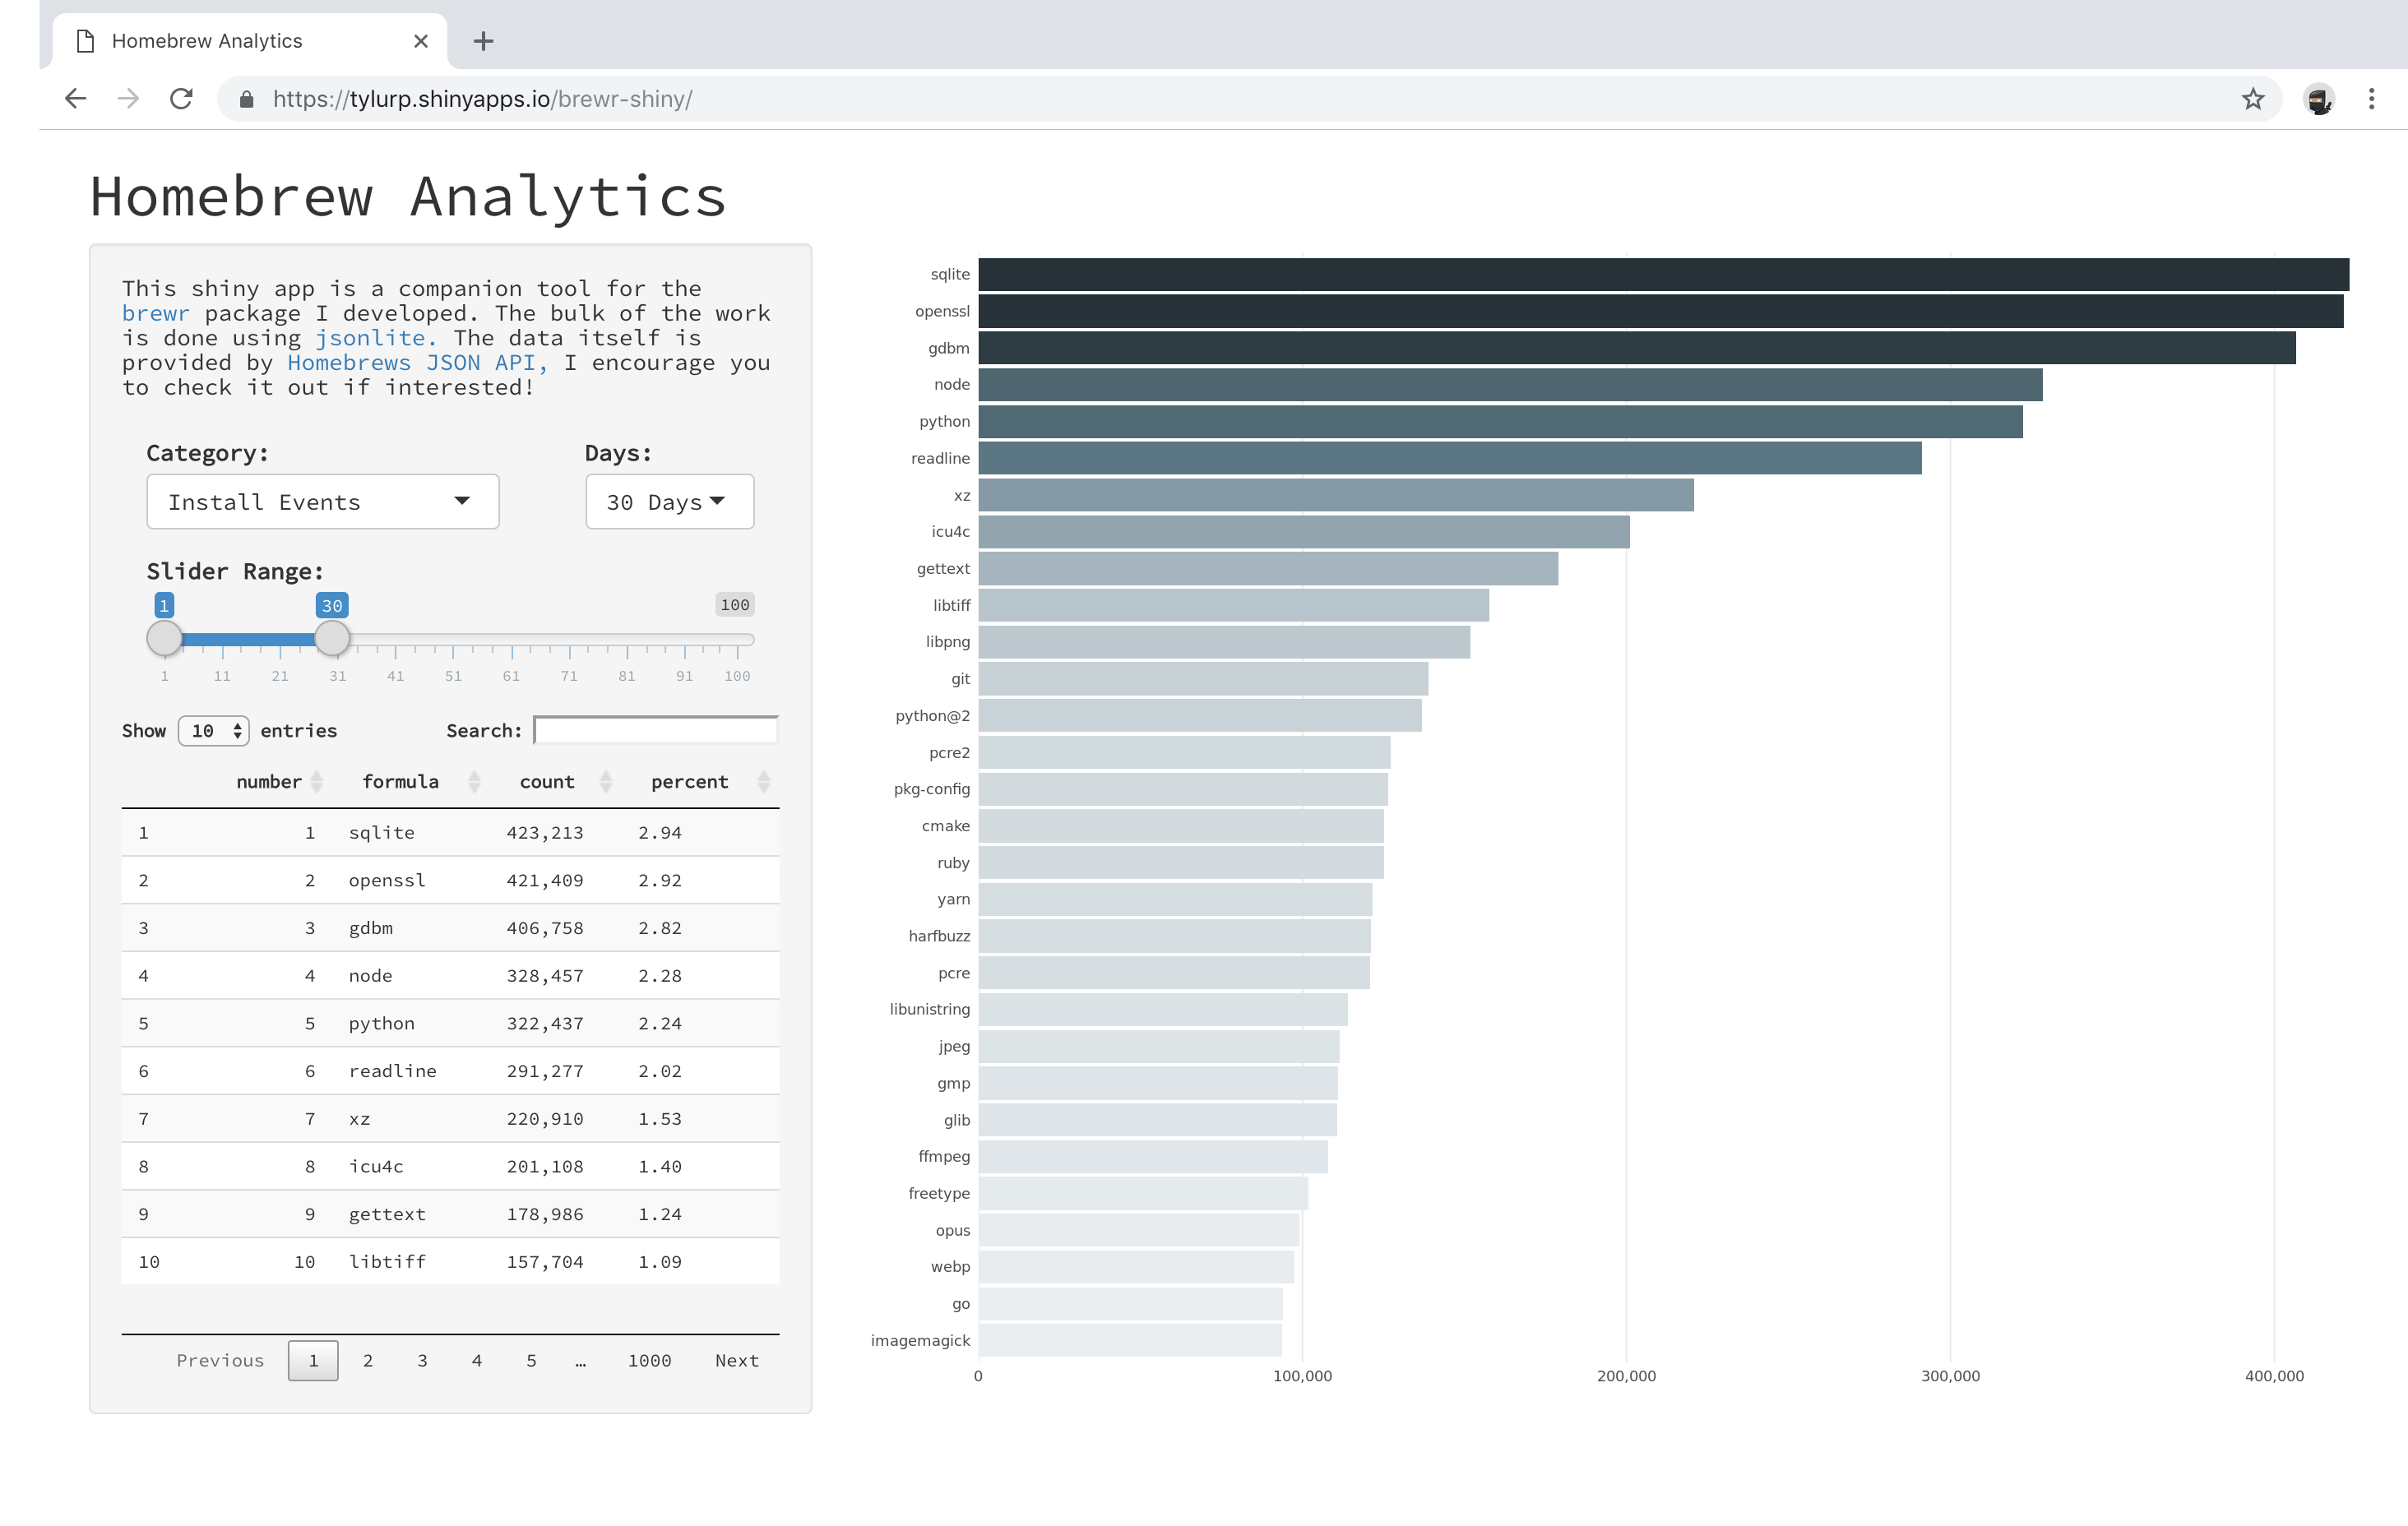 Homebrew Analytics
https://tylurp.shinyapps.io/brewr-shiny/
Homebrew Analytics
This shiny app is a companion tool for the
brewr package I developed. The bulk of the work
is done using jsonlite. The data itself is
provided by Homebrews JSON API, I encourage you
to check it out if interested!
Category: Days:
Install Events 30 Days
Slider Range:
1 30 100
1 11 21 31 41 51 61 71 81 91 100
Show 10 entries Search:
number formula count percent
1 1 sqlite 423,213 2.94
2 2 openssl 421,409 2.92
3 3 gdbm 406,758 2.82
4 4 node 328,457 2.28
5 5 python 322,437 2.24
6 6 readline 291,277 2.02
7 7 xz 220,910 1.53
8 8 icu4c 201,108 1.40
9 9 gettext 178,986 1.24
10 10 libtiff 157,704 1.09
Previous 1 2 3 4 5 … 1000 Next
sqlite
openssl
gdbm
node
python
readline
xz
icu4c
gettext
libtiff
libpng
git
python@2
pcre2
pkg-config
cmake
ruby
yarn
harfbuzz
pcre
libunistring
jpeg
gmp
glib
ffmpeg
freetype
opus
webp
go
imagemagick
0 100,000 200,000 300,000 400,000